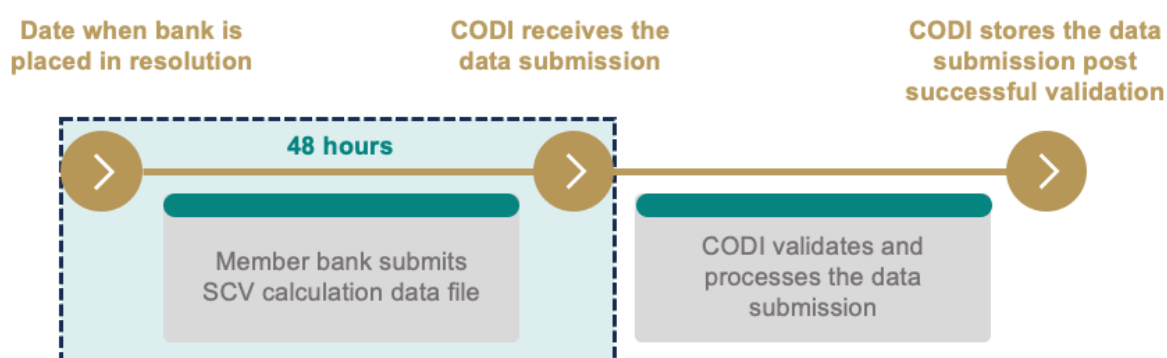 Date when bank is
placed in resolution
CODI receives the
data submission
CODI stores the data
submission post
successful validation
48 hours
Member bank submits
SCV calculation data file
CODI validates and
processes the data
submission